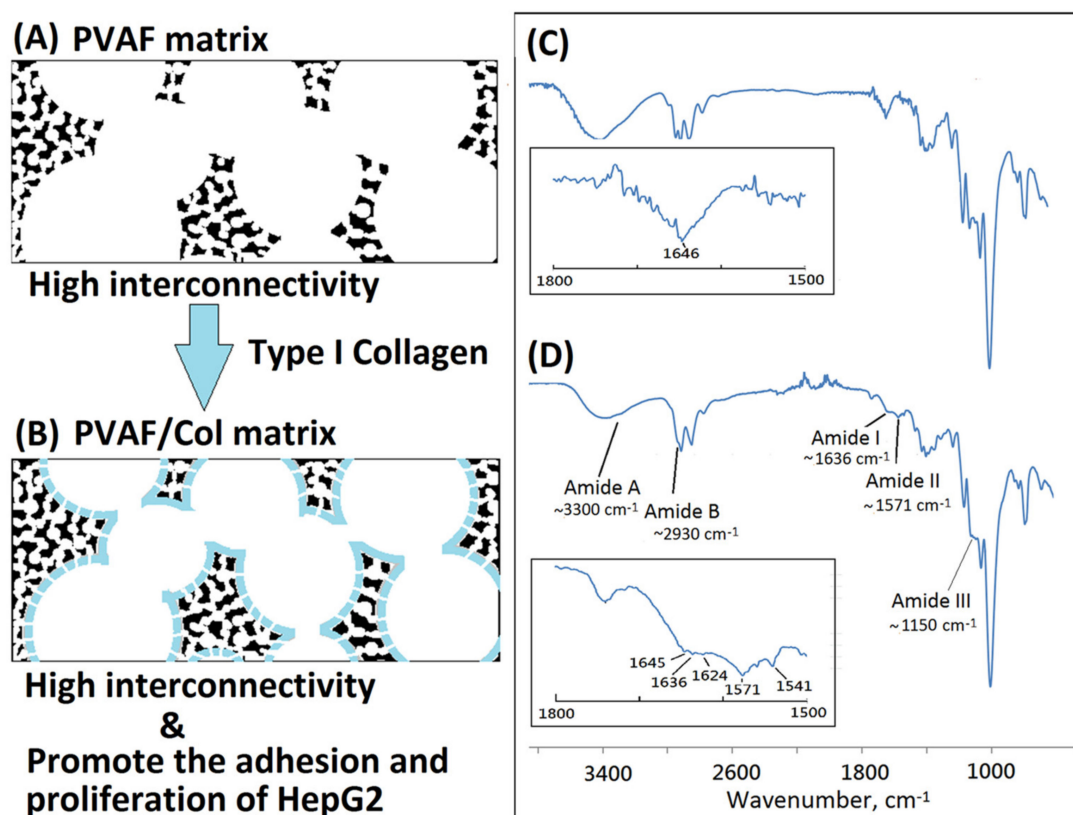 (A) PVAF matrix
High interconnectivity
Type I Collagen
(B) PVAF/Col matrix
High interconnectivity
&
Promote the adhesion and
proliferation of HepG2
(C)
1646
1800
1500
(D)
Amide A
~3300 cm⁻¹
Amide B
~2930 cm⁻¹
Amide I
~1636 cm⁻¹
Amide II
~1571 cm⁻¹
Amide III
~1150 cm⁻¹
1645
1636
1624
1571
1541
1800
1500
3400
2600
1800
1000
Wavenumber, cm⁻¹